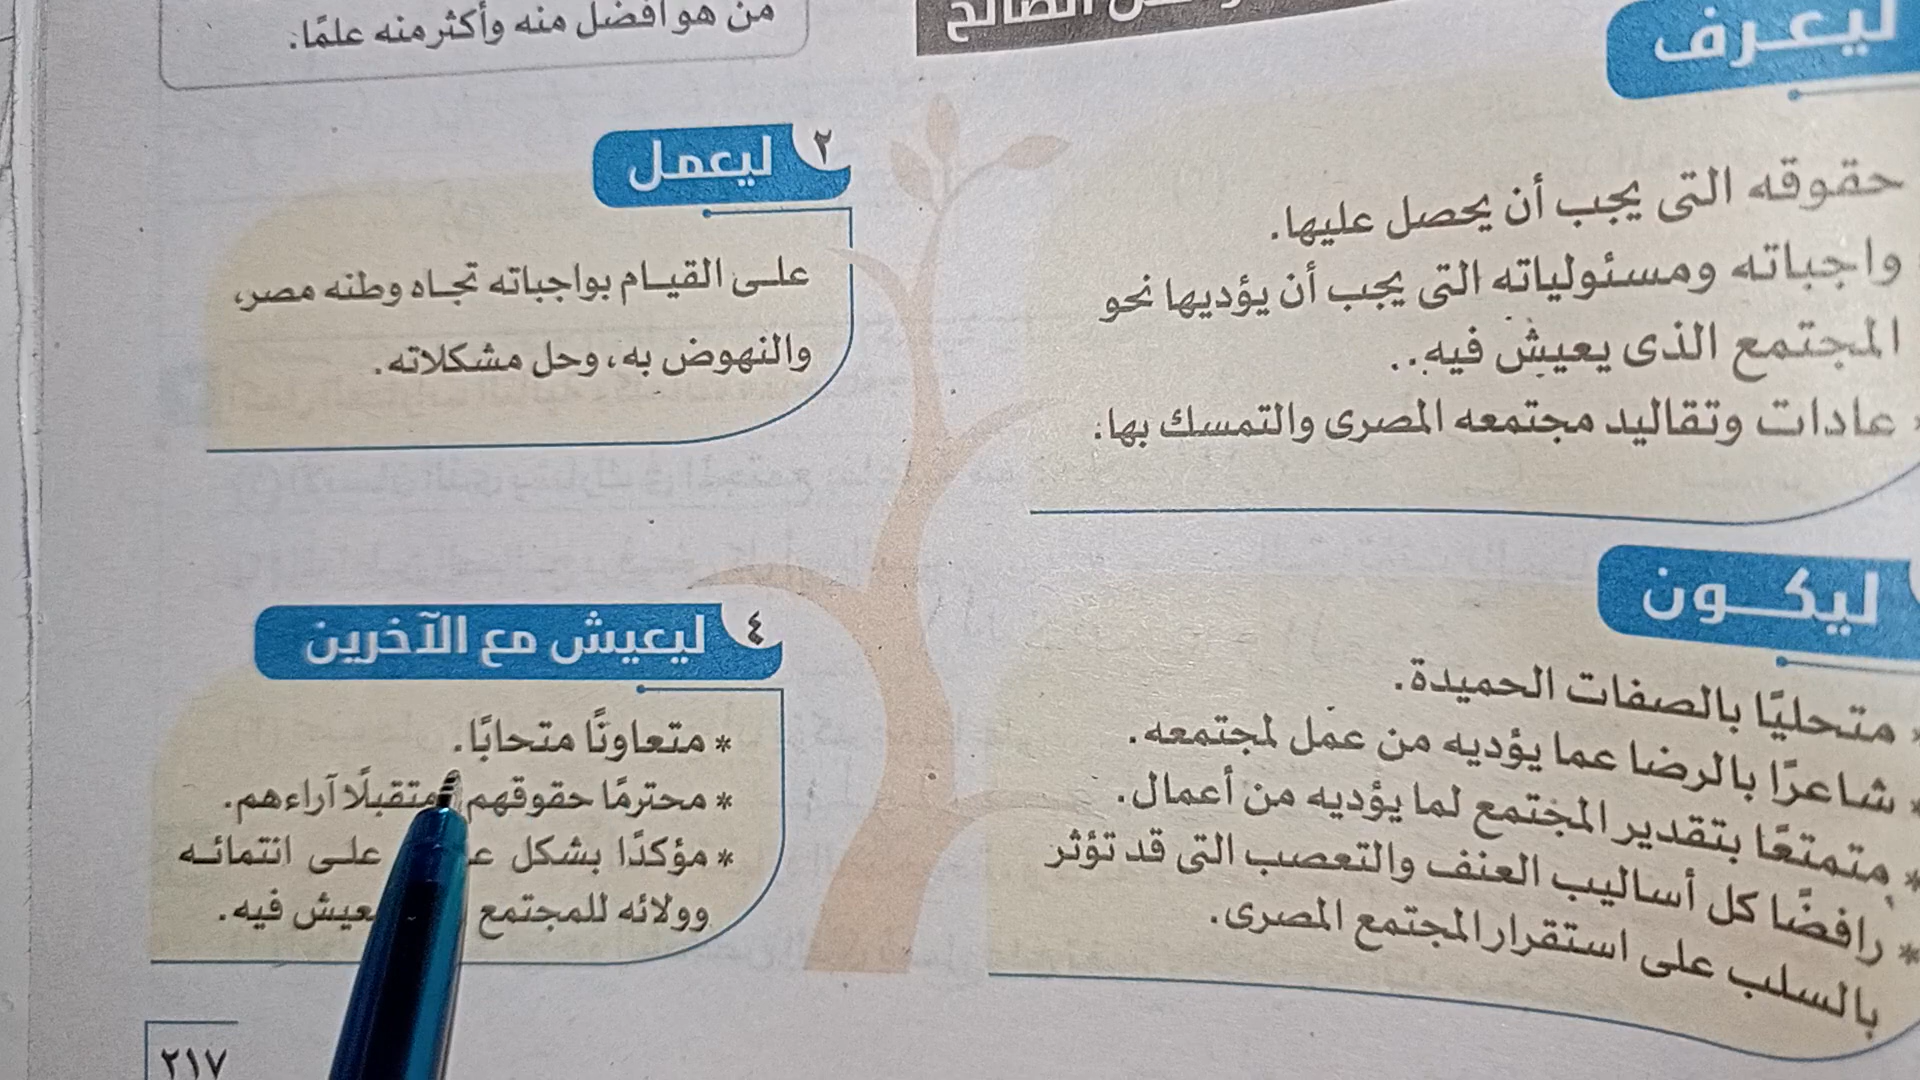 من هو أفضل منه وأكثر منه علمًا.
الصالح
ليعرف
حقوقه التى يجب أن يحصل عليها.
واجباته ومسئولياته التى يجب أن يؤديها نحو
المجتمع الذى يعيش فيه.
عادات وتقاليد مجتمعه المصرى والتمسك بها.
٢ ليعمل
على القيام بواجباته تجاه وطنه مصر،
والنهوض به، وحل مشكلاته.
ليكون
متحليًا بالصفات الحميدة.
* شاعرًا بالرضا عما يؤديه من عمل لمجتمعه.
* متمتعًا بتقدير المجتمع لما يؤديه من أعمال.
* رافضًا كل أساليب العنف والتعصب التى قد تؤثر
بالسلب على استقرار المجتمع المصرى.
٤ ليعيش مع الآخرين
* متعاونًا متحابًا.
* محترمًا حقوقهم متقبلًا آراءهم.
* مؤكدًا بشكل على انتمائه
وولائه للمجتمع يعيش فيه.
٢١٧